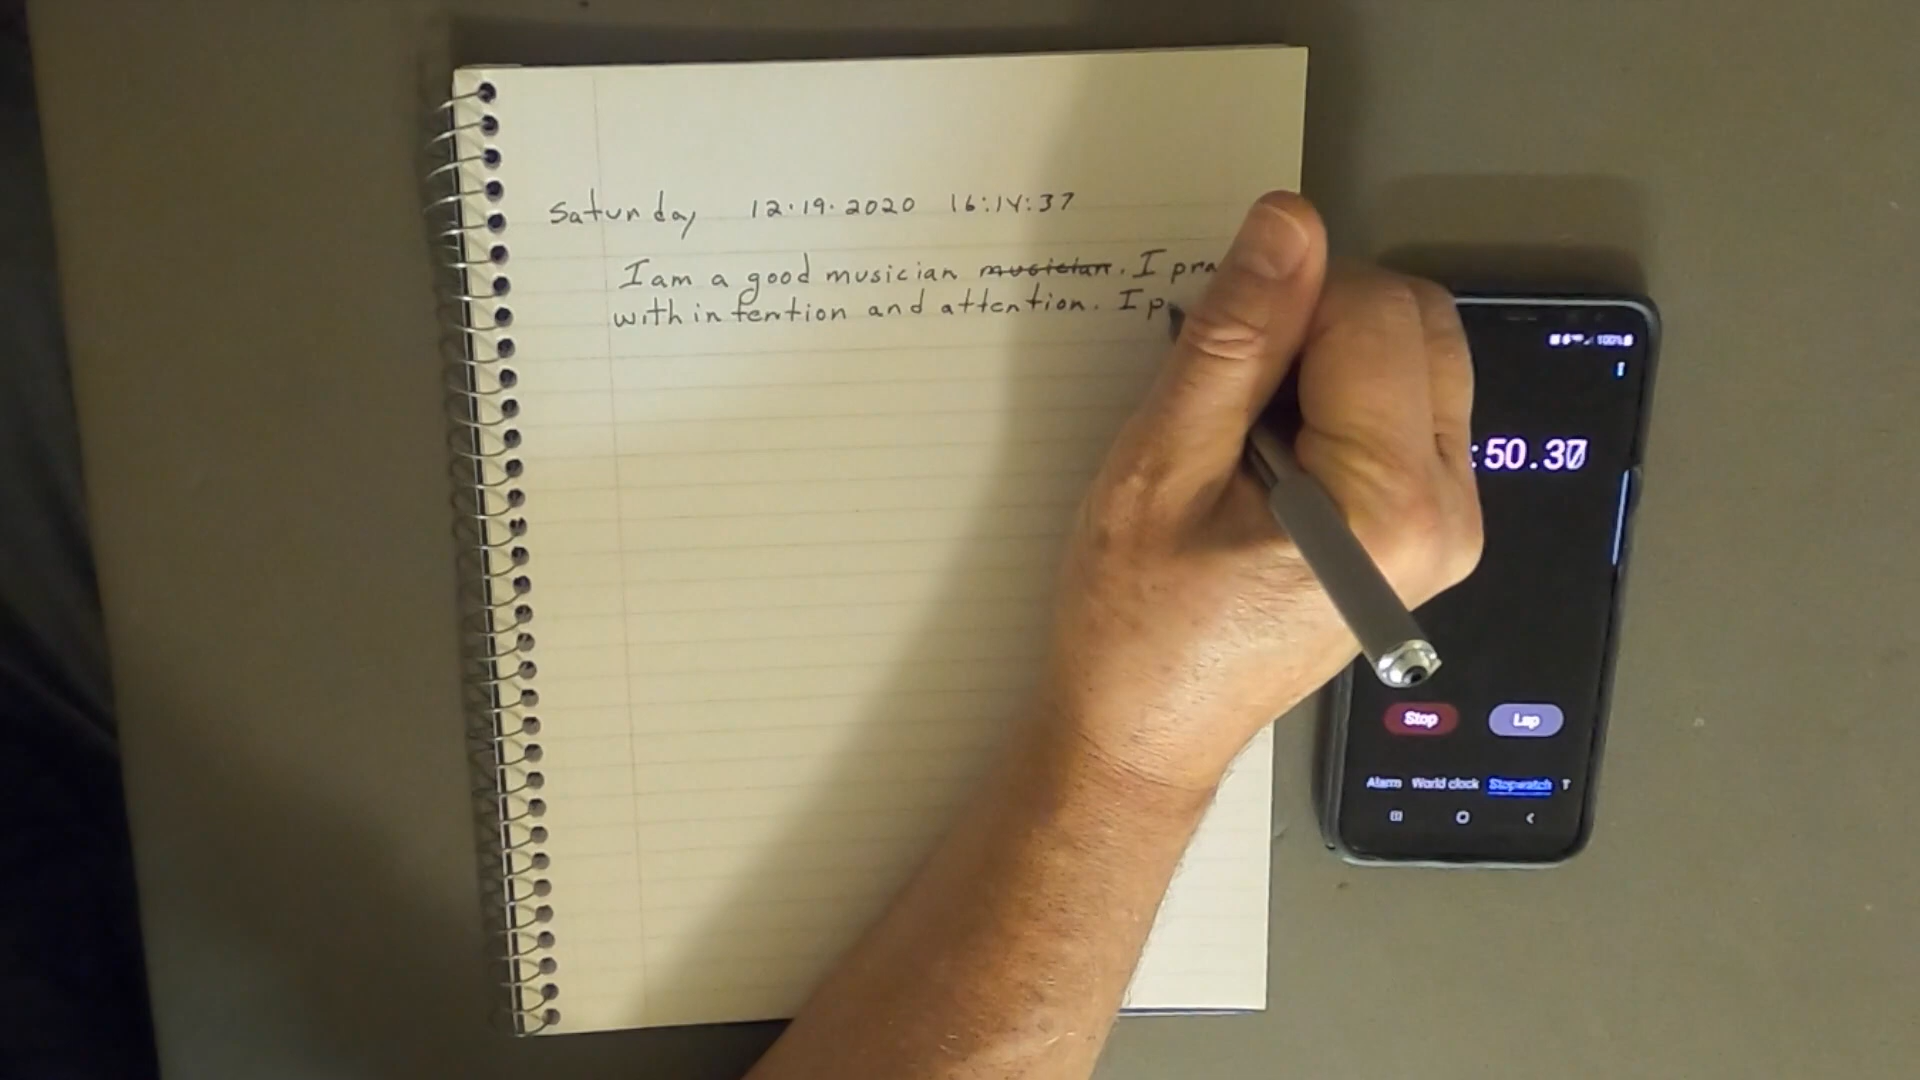 Saturday 12.19.2020 16:14:37
I am a good musician musician. I pra
with intention and attention. I p
100%
:50.30
Stop Lap
Alarm World clock Stopwatch T